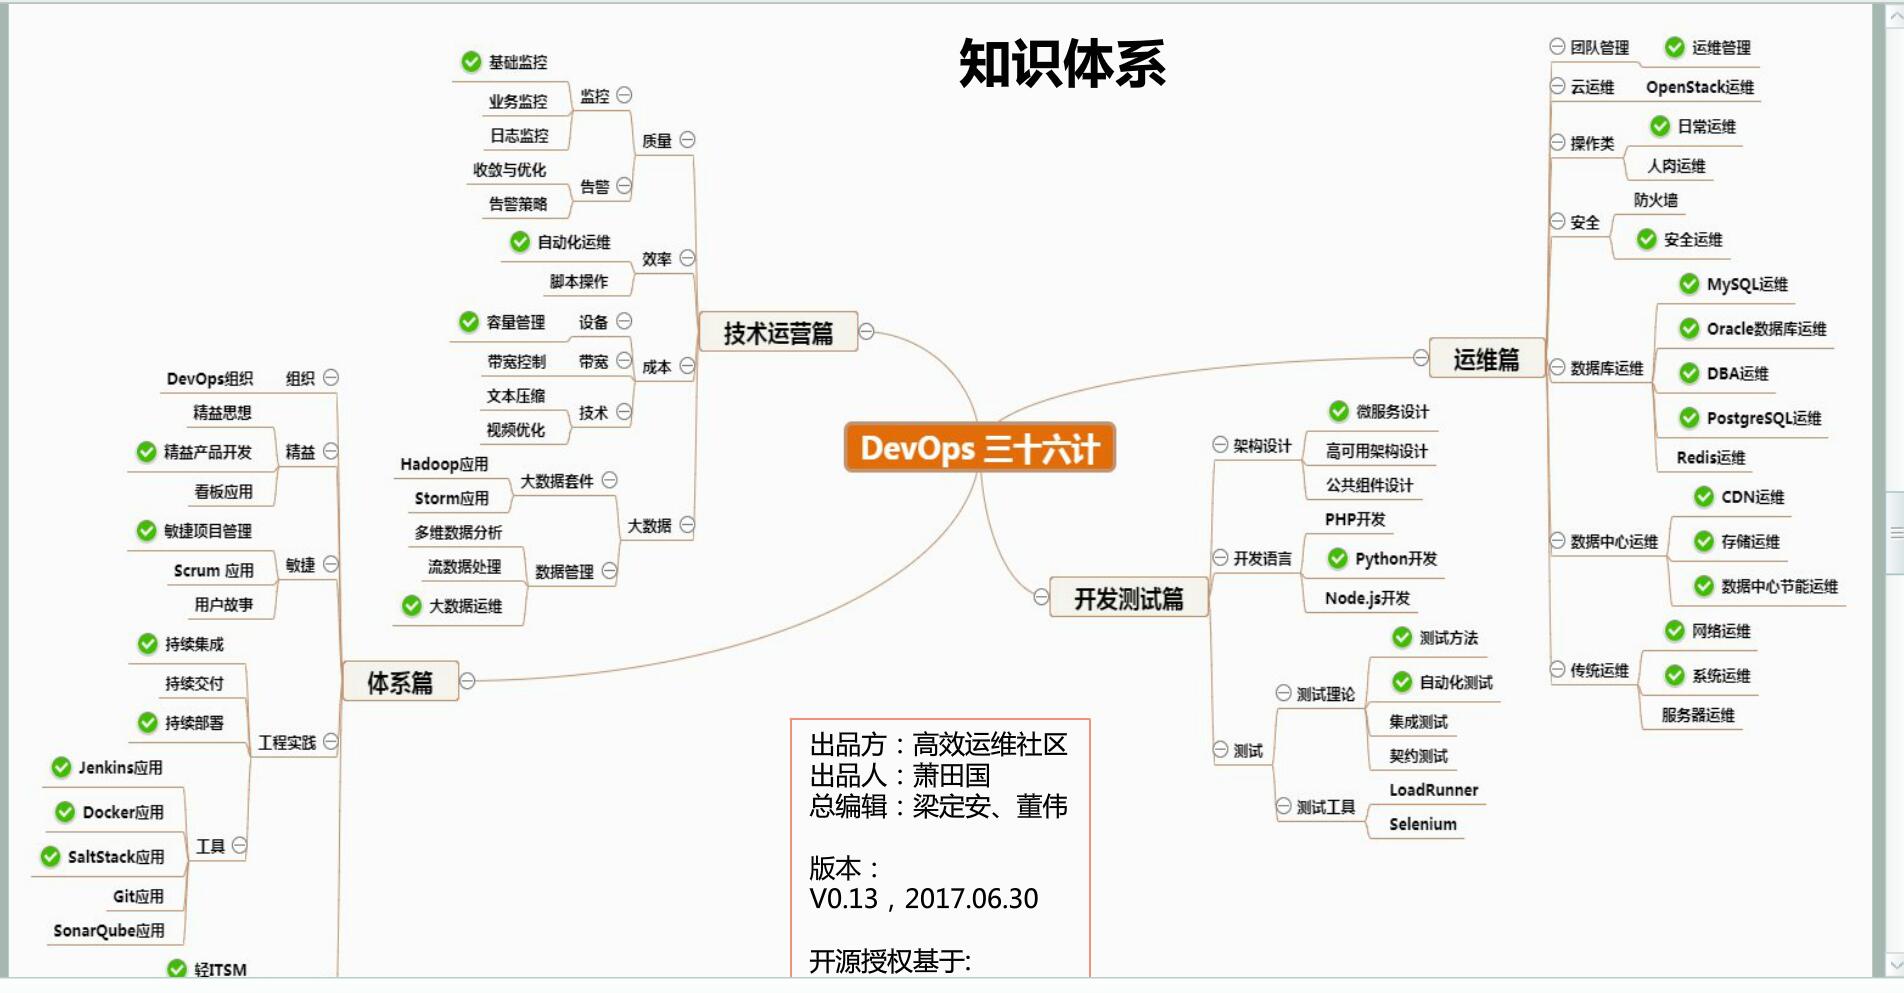 知识体系
DevOps 三十六计
技术运营篇
质量
监控
基础监控
业务监控
日志监控
告警
收敛与优化
告警策略
效率
自动化运维
脚本操作
成本
设备
容量管理
带宽
带宽控制
技术
文本压缩
视频优化
大数据
大数据套件
Hadoop应用
Storm应用
数据管理
多维数据分析
流数据处理
大数据运维
体系篇
组织
DevOps组织
精益
精益思想
精益产品开发
看板应用
敏捷
敏捷项目管理
Scrum 应用
用户故事
工程实践
持续集成
持续交付
持续部署
工具
Jenkins应用
Docker应用
SaltStack应用
Git应用
SonarQube应用
轻ITSM
运维篇
团队管理
运维管理
云运维
OpenStack运维
操作类
日常运维
人肉运维
安全
防火墙
安全运维
数据库运维
MySQL运维
Oracle数据库运维
DBA运维
PostgreSQL运维
Redis运维
数据中心运维
CDN运维
存储运维
数据中心节能运维
传统运维
网络运维
系统运维
服务器运维
开发测试篇
架构设计
微服务设计
高可用架构设计
公共组件设计
开发语言
PHP开发
Python开发
Node.js开发
测试
测试理论
测试方法
自动化测试
集成测试
契约测试
测试工具
LoadRunner
Selenium
出品方：高效运维社区
出品人：萧田国
总编辑：梁定安、董伟
版本：
V0.13，2017.06.30
开源授权基于: